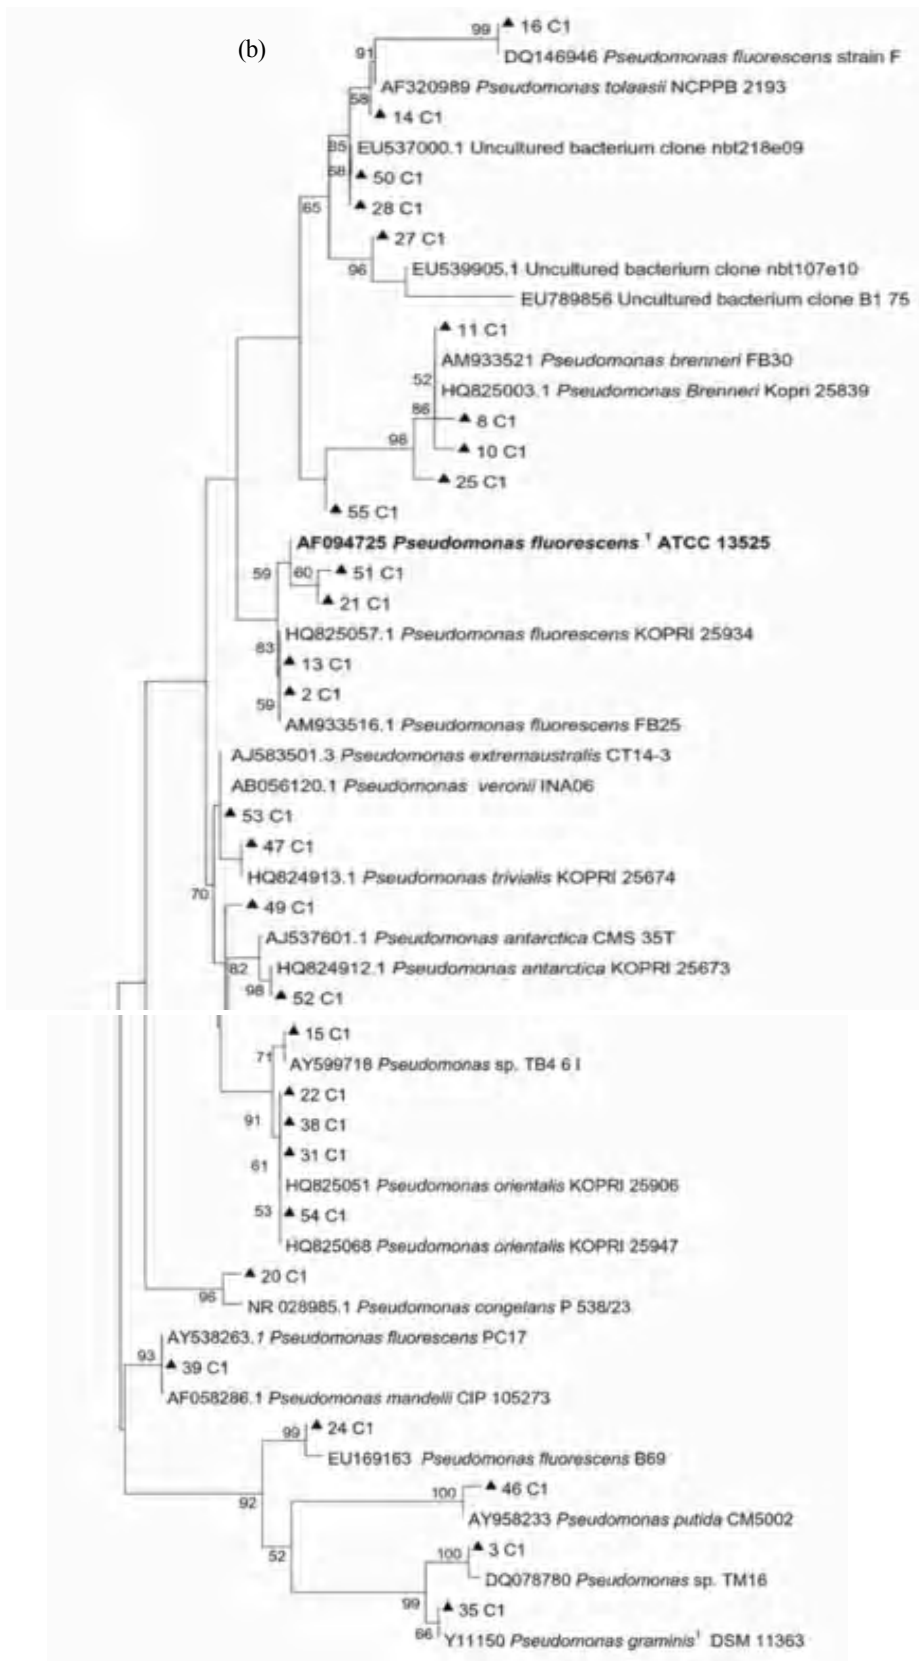 (b)
99 ▲ 16 C1
DQ146946 Pseudomonas fluorescens strain F
91
AF320989 Pseudomonas tolaasii NCPPB 2193
58
▲ 14 C1
85 EU537000.1 Uncultured bacterium clone nbt218e09
58 ▲ 50 C1
▲ 28 C1
65
▲ 27 C1
96 EU539905.1 Uncultured bacterium clone nbt107e10
EU789856 Uncultured bacterium clone B1 75
▲ 11 C1
AM933521 Pseudomonas brenneri FB30
52
HQ825003.1 Pseudomonas Brenneri Kopri 25839
86
▲ 8 C1
98
▲ 10 C1
▲ 25 C1
▲ 55 C1
AF094725 Pseudomonas fluorescens ¹ ATCC 13525
59 60 ▲ 51 C1
▲ 21 C1
HQ825057.1 Pseudomonas fluorescens KOPRI 25934
83
▲ 13 C1
▲ 2 C1
59
AM933516.1 Pseudomonas fluorescens FB25
AJ583501.3 Pseudomonas extremaustralis CT14-3
AB056120.1 Pseudomonas veronii INA06
▲ 53 C1
▲ 47 C1
HQ824913.1 Pseudomonas trivialis KOPRI 25674
70
▲ 49 C1
AJ537601.1 Pseudomonas antarctica CMS 35T
82 HQ824912.1 Pseudomonas antarctica KOPRI 25673
98 ▲ 52 C1
▲ 15 C1
71
AY599718 Pseudomonas sp. TB4 6 I
▲ 22 C1
91 ▲ 38 C1
▲ 31 C1
61
HQ825051 Pseudomonas orientalis KOPRI 25906
53 ▲ 54 C1
HQ825068 Pseudomonas orientalis KOPRI 25947
▲ 20 C1
96
NR 028985.1 Pseudomonas congelans P 538/23
AY538263.1 Pseudomonas fluorescens PC17
93
▲ 39 C1
AF058286.1 Pseudomonas mandelii CIP 105273
99 ▲ 24 C1
EU169163 Pseudomonas fluorescens B69
92
100 ▲ 46 C1
AY958233 Pseudomonas putida CM5002
52
100 ▲ 3 C1
DQ078780 Pseudomonas sp. TM16
99
▲ 35 C1
66
Y11150 Pseudomonas graminis¹ DSM 11363